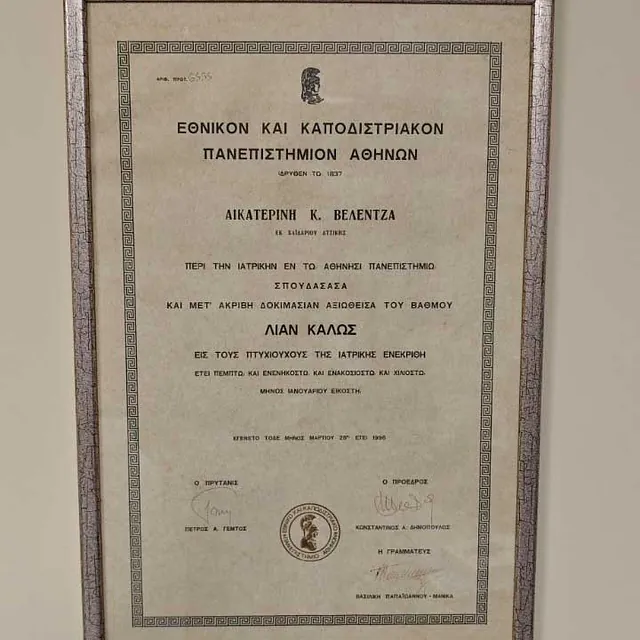 ΑΡΙΘ. ΠΡΩΤ.
ΕΘΝΙΚΟΝ ΚΑΙ ΚΑΠΟΔΙΣΤΡΙΑΚΟΝ
ΠΑΝΕΠΙΣΤΗΜΙΟΝ ΑΘΗΝΩΝ
ΙΔΡΥΘΕΝ ΤΩ 1837
ΑΙΚΑΤΕΡΙΝΗ Κ. ΒΕΛΕΝΤΖΑ
ΕΚ ΧΑΪΔΑΡΙΟΥ ΑΤΤΙΚΗΣ
ΠΕΡΙ ΤΗΝ ΙΑΤΡΙΚΗΝ ΕΝ ΤΩ ΑΘΗΝΗΣΙ ΠΑΝΕΠΙΣΤΗΜΙΩ
ΣΠΟΥΔΑΣΑΣΑ
ΚΑΙ ΜΕΤ' ΑΚΡΙΒΗ ΔΟΚΙΜΑΣΙΑΝ ΑΞΙΩΘΕΙΣΑ ΤΟΥ ΒΑΘΜΟΥ
ΛΙΑΝ ΚΑΛΩΣ
ΕΙΣ ΤΟΥΣ ΠΤΥΧΙΟΥΧΟΥΣ ΤΗΣ ΙΑΤΡΙΚΗΣ ΕΝΕΚΡΙΘΗ
ΕΤΕΙ ΠΕΜΠΤΩ, ΚΑΙ ΕΝΕΝΗΚΟΣΤΩ, ΚΑΙ ΕΝΑΚΟΣΙΟΣΤΩ, ΚΑΙ ΧΙΛΙΟΣΤΩ,
ΜΗΝΟΣ ΙΑΝΟΥΑΡΙΟΥ ΕΙΚΟΣΤΗ,
ΕΓΕΝΕΤΟ ΤΟΔΕ ΜΗΝΟΣ ΜΑΡΤΙΟΥ ΕΤΕΙ 1996
Ο ΠΡΥΤΑΝΙΣ
Ο ΠΡΟΕΔΡΟΣ
ΠΕΤΡΟΣ Α. ΓΕΜΤΟΣ
ΚΩΝΣΤΑΝΤΙΝΟΣ Α. ΔΗΜΟΠΟΥΛΟΣ
Η ΓΡΑΜΜΑΤΕΥΣ
ΒΑΣΙΛΙΚΗ ΠΑΠΑΪΩΑΝΝΟΥ - ΜΑΝΙΚΑ